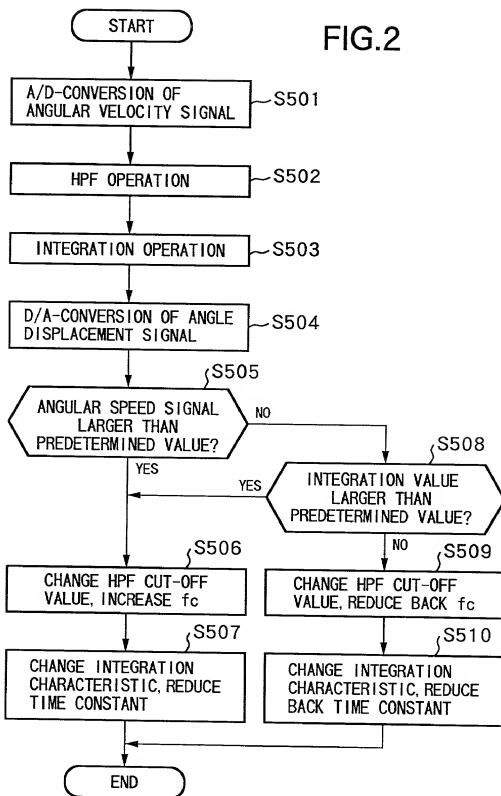 START
FIG.2
A/D-CONVERSION OF
ANGULAR VELOCITY SIGNAL
S501
HPF OPERATION
S502
INTEGRATION OPERATION
S503
D/A-CONVERSION OF ANGLE
DISPLACEMENT SIGNAL
S504
S505
ANGULAR SPEED SIGNAL
LARGER THAN
PREDETERMINED VALUE?
NO
YES
S508
INTEGRATION VALUE
LARGER THAN
PREDETERMINED VALUE?
YES
NO
S506
CHANGE HPF CUT-OFF
VALUE, INCREASE fc
S509
CHANGE HPF CUT-OFF
VALUE, REDUCE BACK fc
S507
CHANGE INTEGRATION
CHARACTERISTIC, REDUCE
TIME CONSTANT
S510
CHANGE INTEGRATION
CHARACTERISTIC, REDUCE
BACK TIME CONSTANT
END